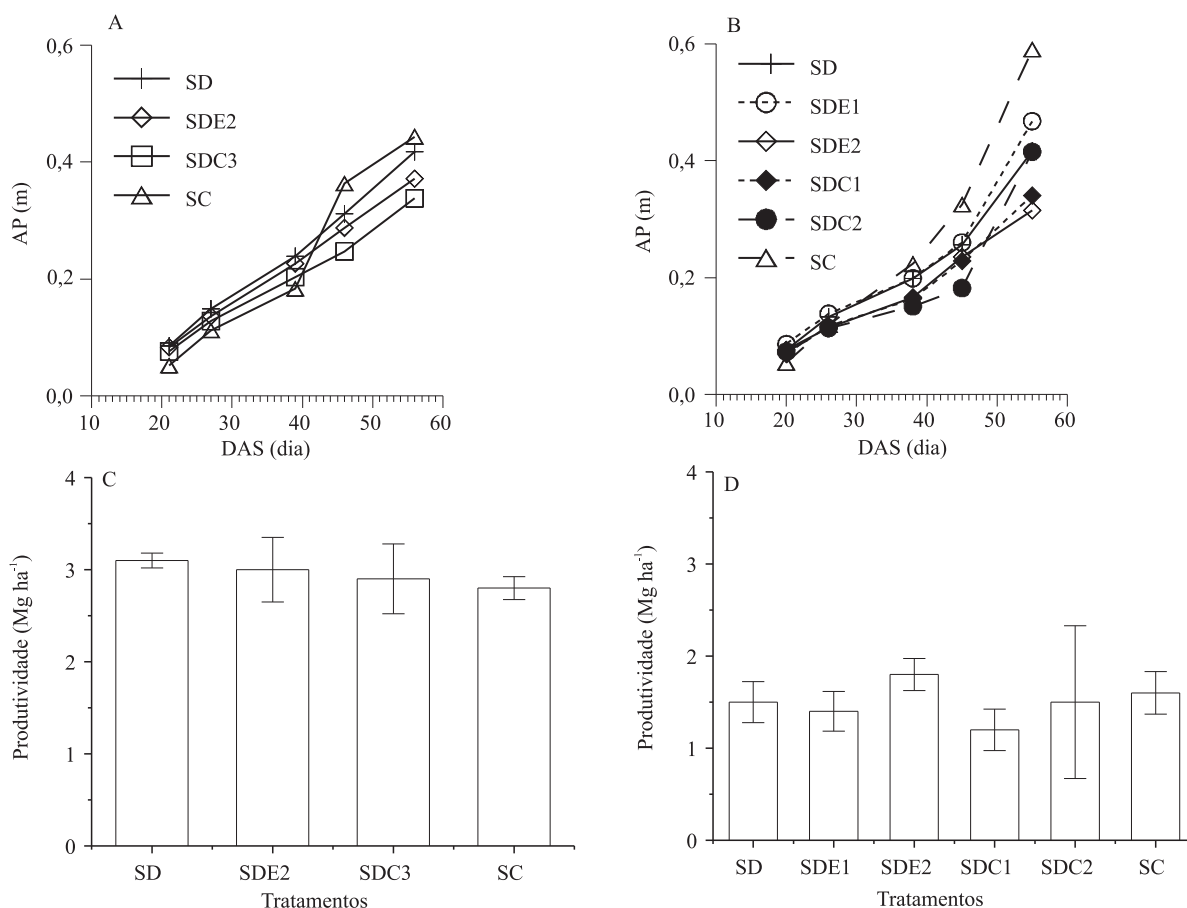 A
0,6
0,4
0,2
0,0
AP (m)
SD
SDE2
SDC3
SC
10 20 30 40 50 60
DAS (dia)
B
0,6
0,4
0,2
0,0
AP (m)
SD
SDE1
SDE2
SDC1
SDC2
SC
10 20 30 40 50 60
DAS (dia)
C
4
3
2
1
0
Produtividade (Mg ha⁻¹)
SD SDE2 SDC3 SC
Tratamentos
D
4
3
2
1
0
Produtividade (Mg ha⁻¹)
SD SDE1 SDE2 SDC1 SDC2 SC
Tratamentos